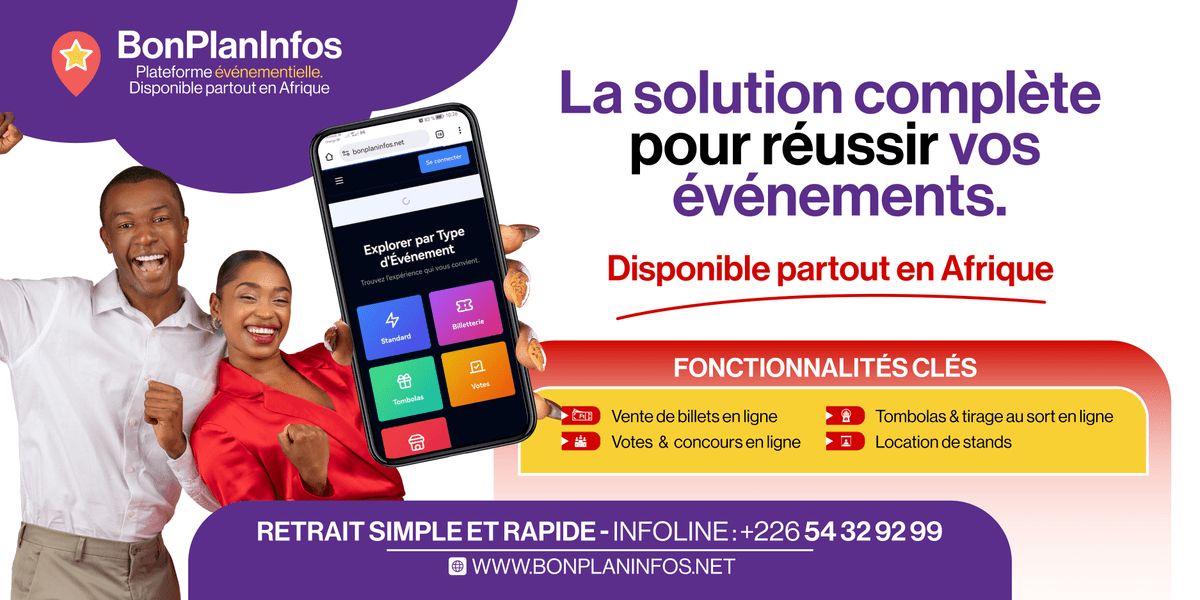 BonPlanInfos
Plateforme événementielle.
Disponible partout en Afrique
La solution complète
pour réussir vos
événements.
Disponible partout en Afrique
bonplaninfos.net
Se connecter
Explorer par Type
d'Événement
Trouvez l'expérience qui vous convient.
Standard
Billetterie
Tombolas
Votes
FONCTIONNALITÉS CLÉS
Vente de billets en ligne
Tombolas & tirage au sort en ligne
Votes & concours en ligne
Location de stands
RETRAIT SIMPLE ET RAPIDE - INFOLINE : +226 54 32 92 99
WWW.BONPLANINFOS.NET